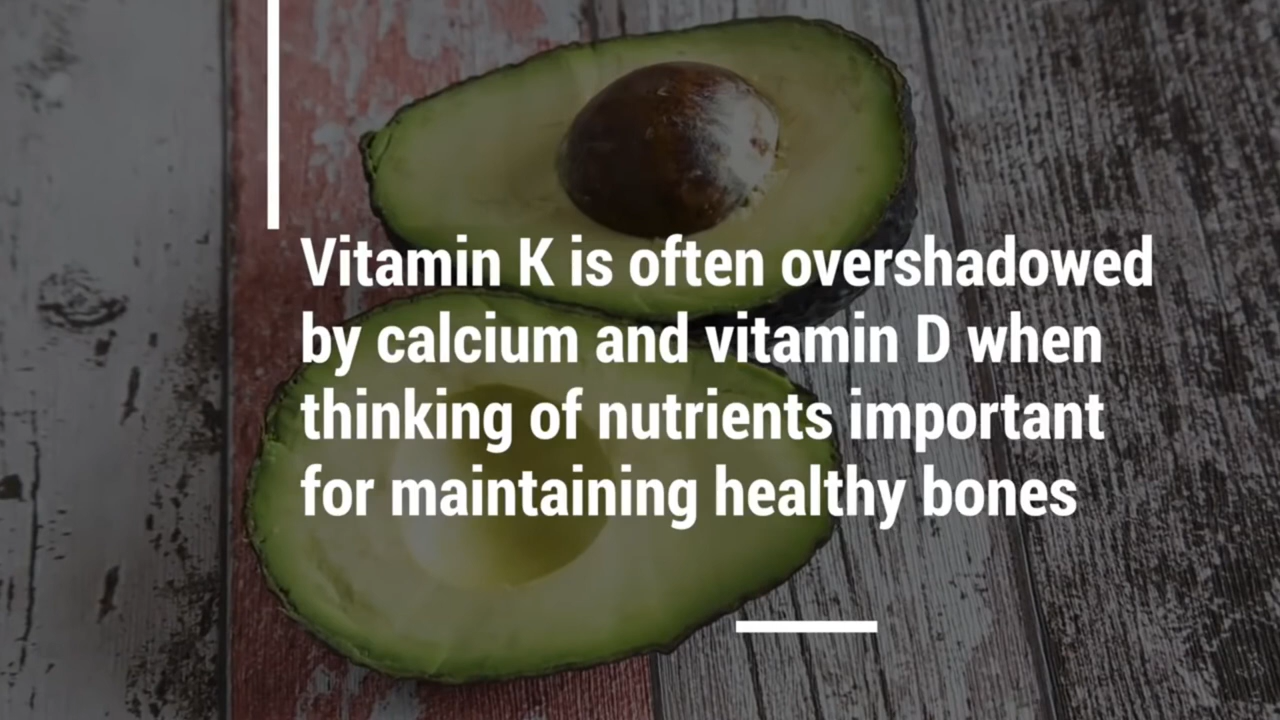 Vitamin K is often overshadowed
by calcium and vitamin D when
thinking of nutrients important
for maintaining healthy bones